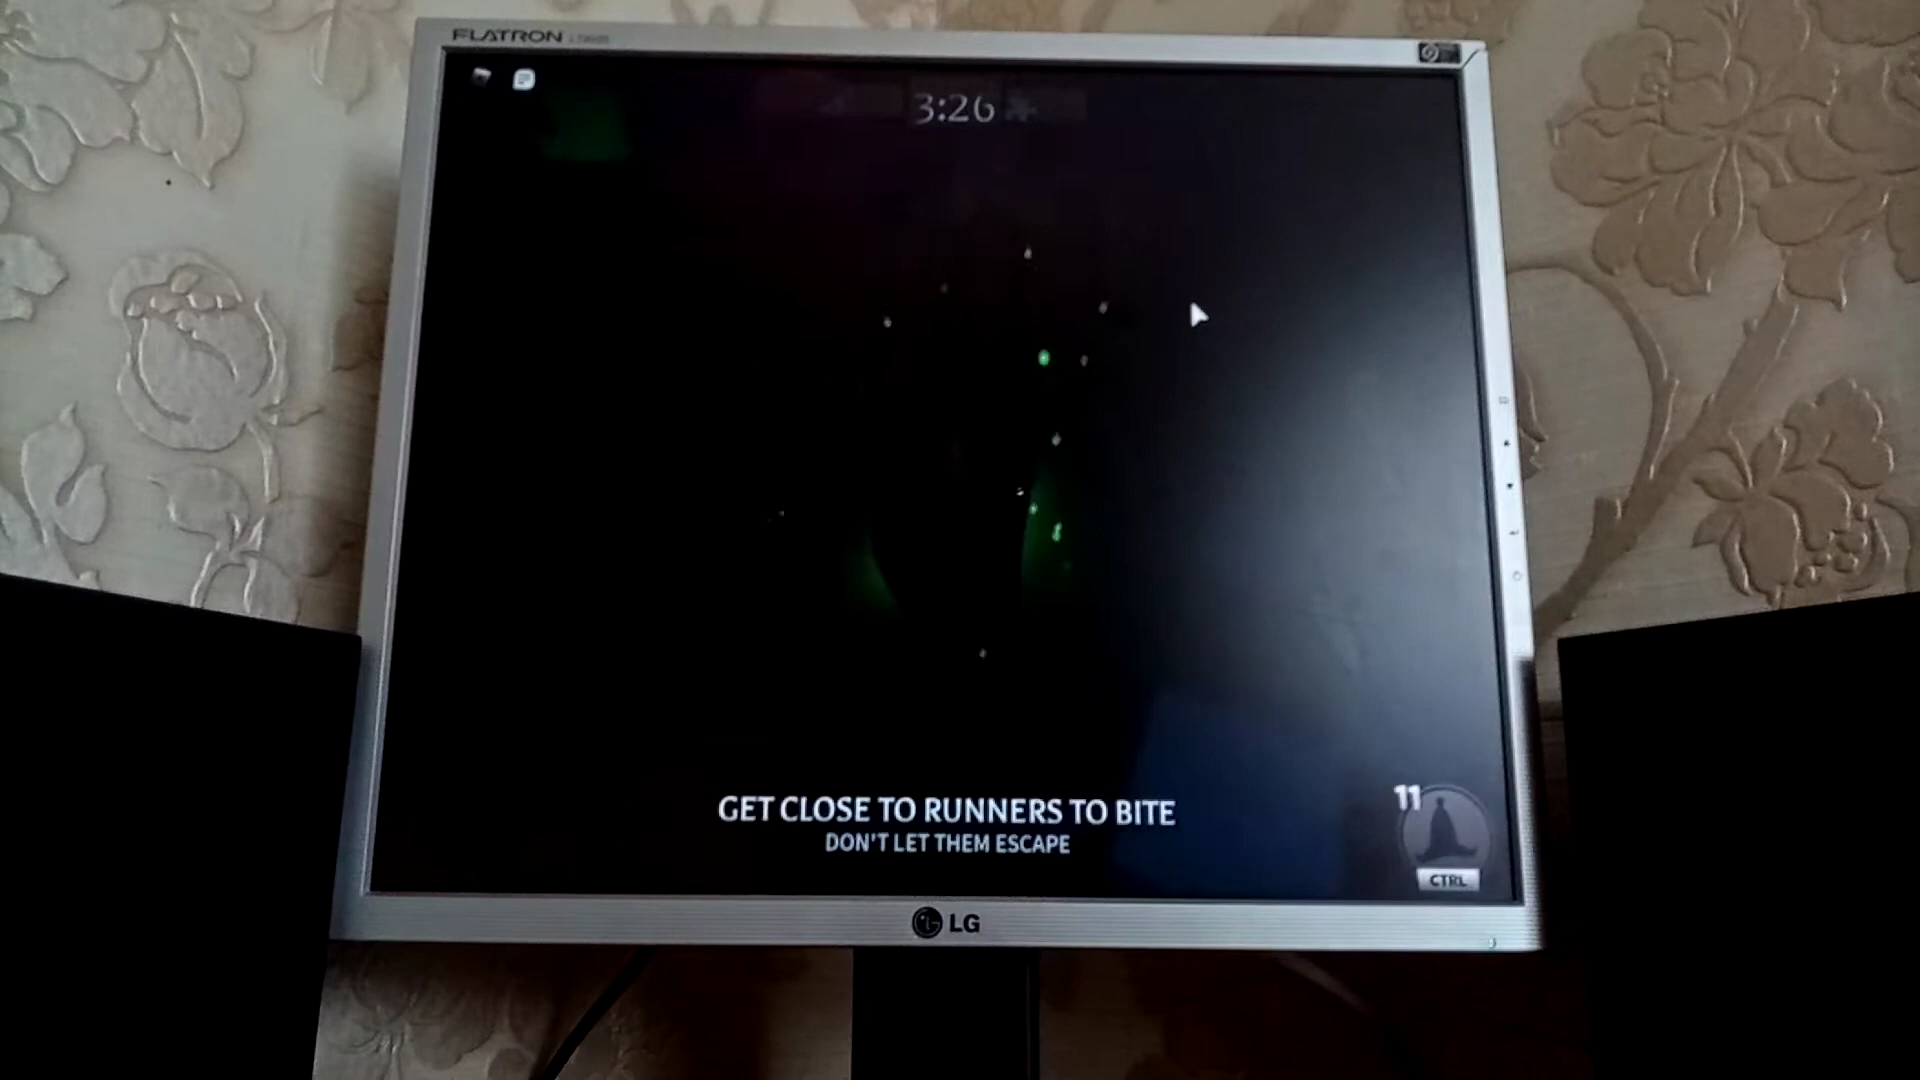 FLATRON
3:26
GET CLOSE TO RUNNERS TO BITE
DON'T LET THEM ESCAPE
11
CTRL
LG